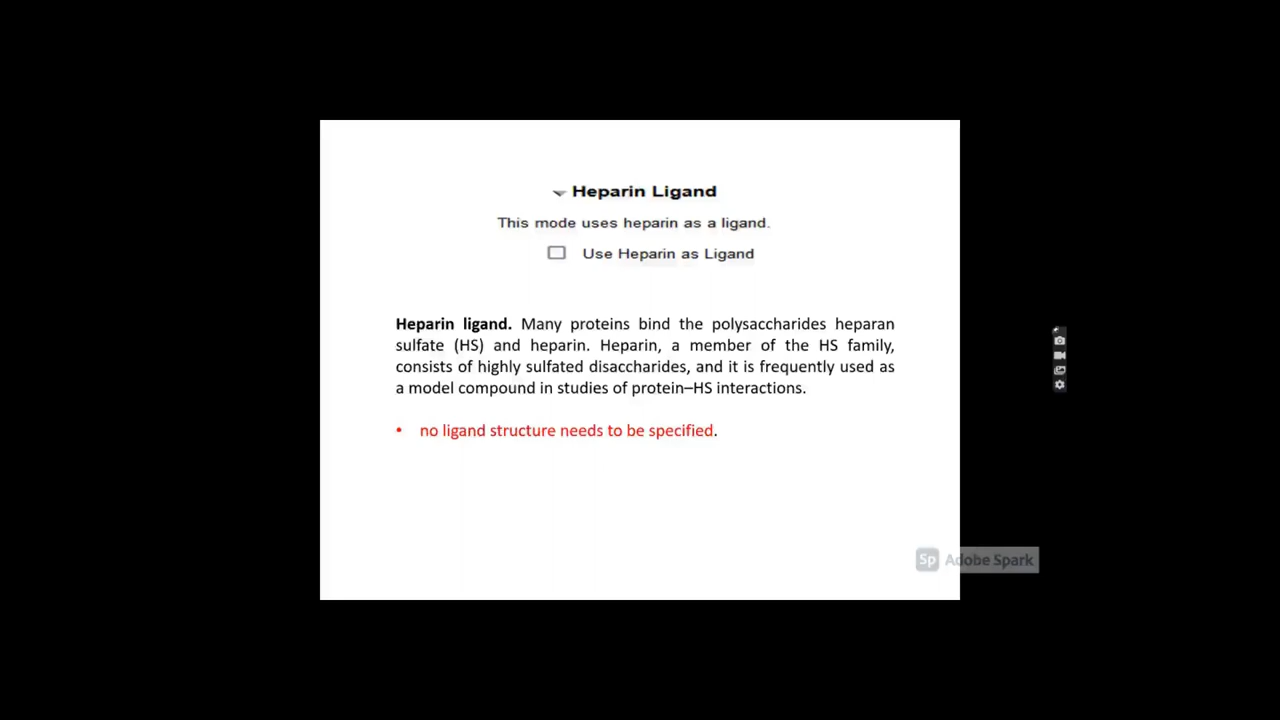 Heparin Ligand
This mode uses heparin as a ligand.
Use Heparin as Ligand
Heparin ligand. Many proteins bind the polysaccharides heparan
sulfate (HS) and heparin. Heparin, a member of the HS family,
consists of highly sulfated disaccharides, and it is frequently used as
a model compound in studies of protein–HS interactions.
• no ligand structure needs to be specified.
Sp Adobe Spark